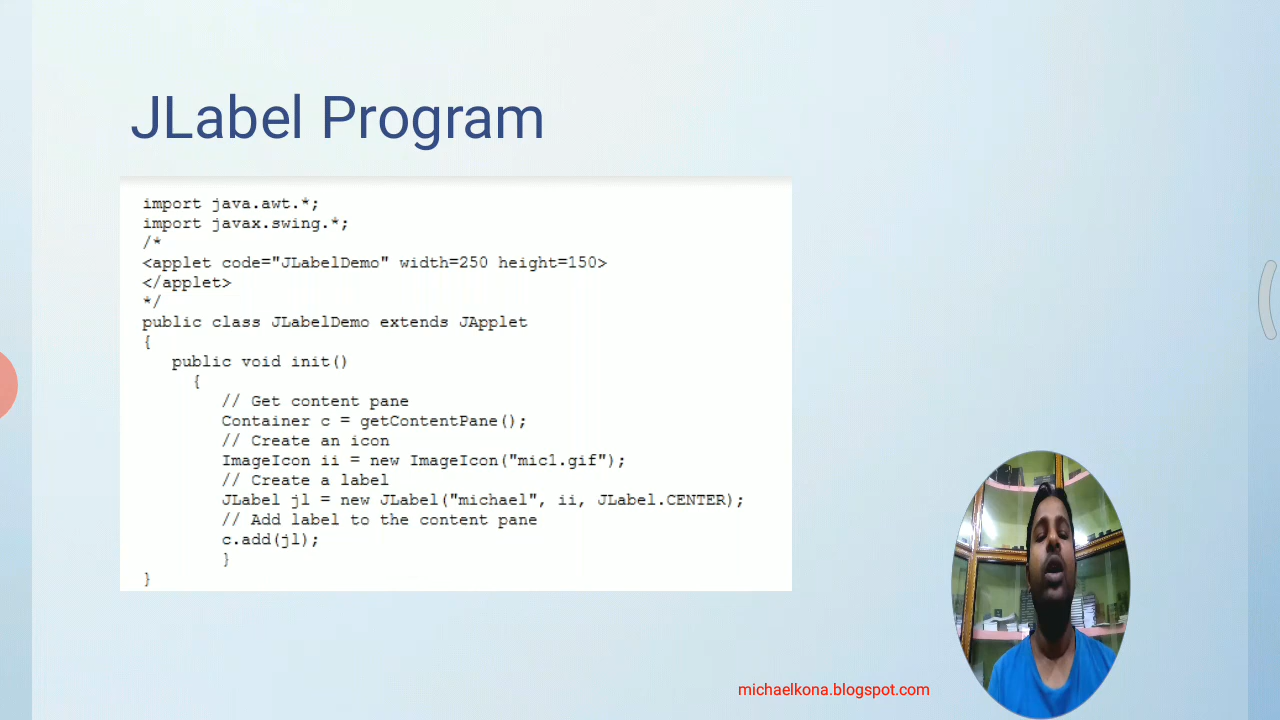 JLabel Program
import java.awt.*;
import javax.swing.*;
/*
<applet code="JLabelDemo" width=250 height=150>
</applet>
*/
public class JLabelDemo extends JApplet
{
public void init()
{
// Get content pane
Container c = getContentPane();
// Create an icon
ImageIcon ii = new ImageIcon("mic1.gif");
// Create a label
JLabel jl = new JLabel("michael", ii, JLabel.CENTER);
// Add label to the content pane
c.add(jl);
}
}
michaelkona.blogspot.com